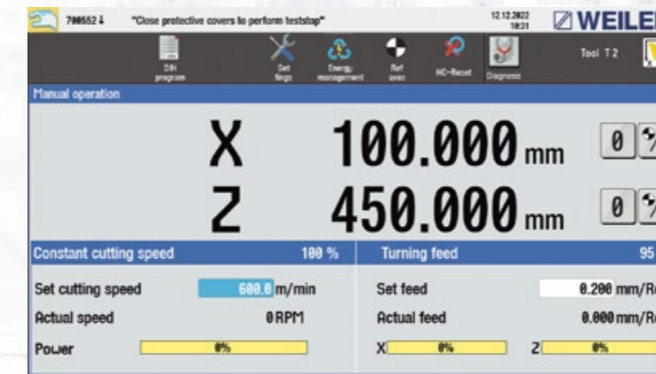 700552 ↓ "Close protective covers to perform teststop" 12.12.2022 10:31 WEILER
DIN program Set tings Energy management Ref axes NC-Reset Diagnosis Tool T2
Manual operation
X 100.000 mm 0
Z 450.000 mm 0
Constant cutting speed 100 % Turning feed 95
Set cutting speed 600.0 m/min Set feed 0.200 mm/Re
Actual speed 0 RPM Actual feed 0.000 mm/Re
Power 0% X 0% Z 0%